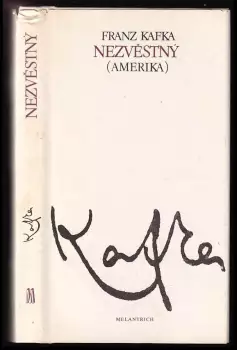 NEZVĚSTNÝ
Kafka
FRANZ KAFKA
NEZVĚSTNÝ
(AMERIKA)
Kafka
MELANTRICH